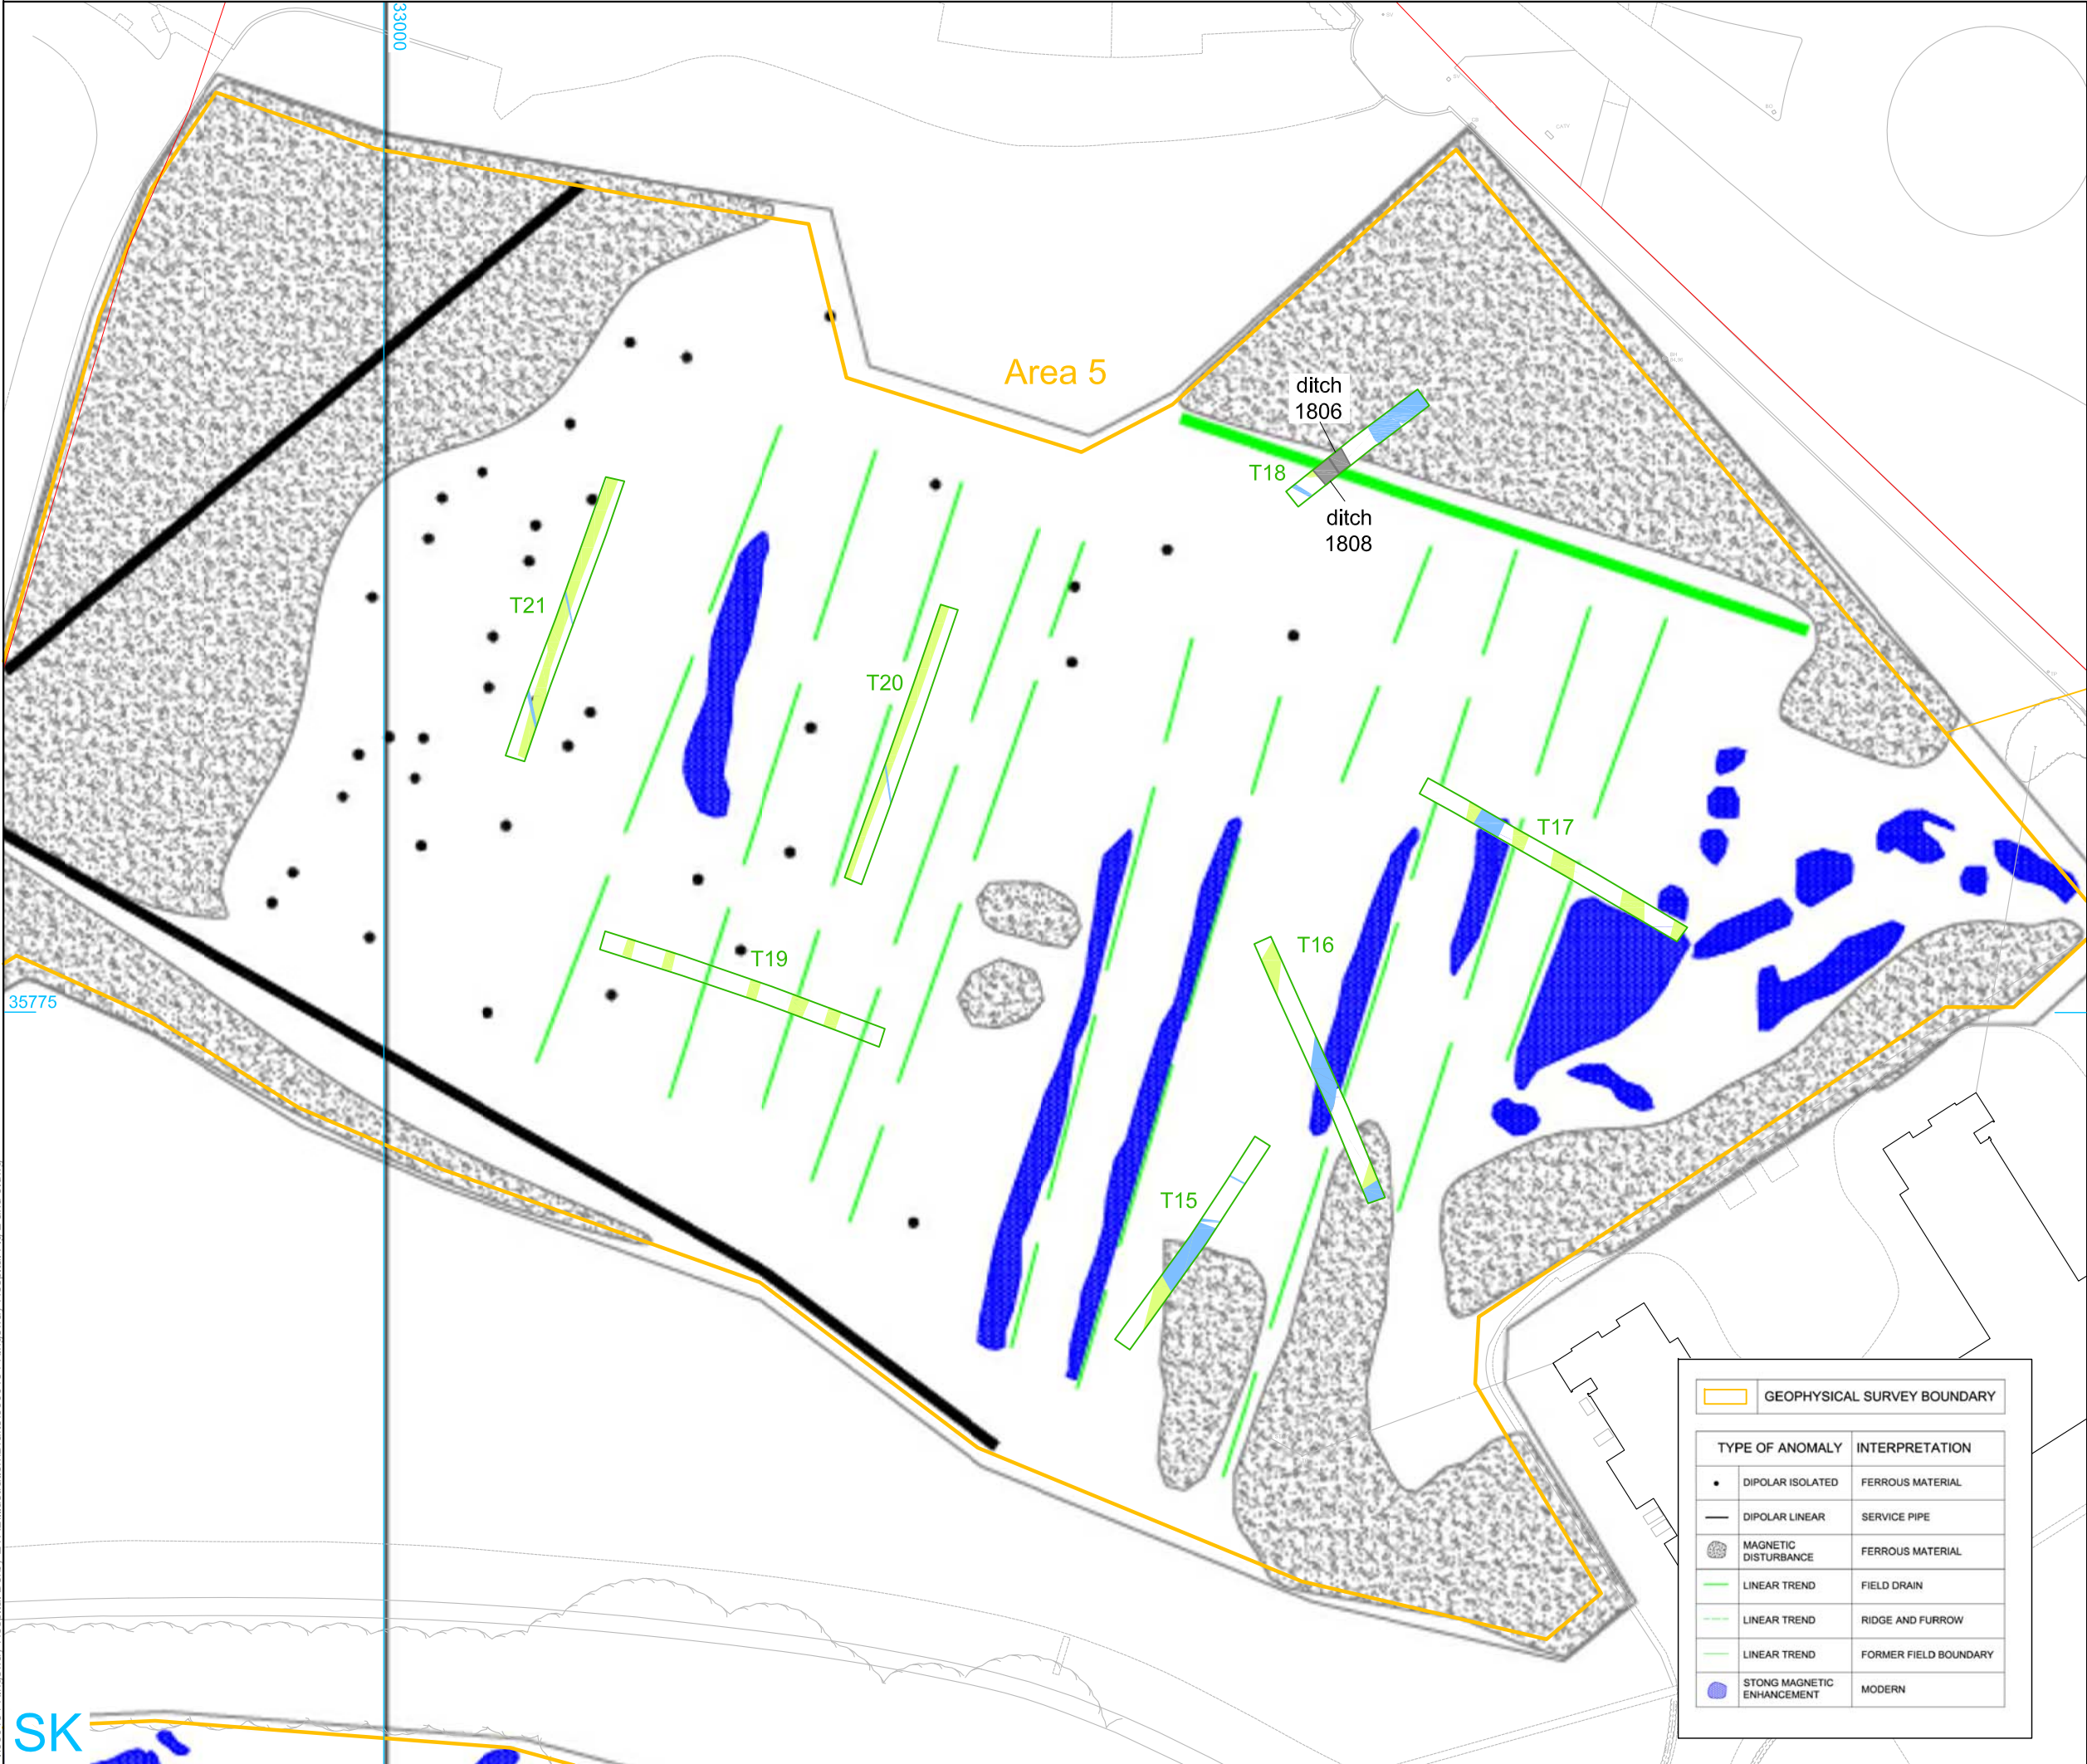 33000
Area 5
ditch
1806
T18
ditch
1808
T21
T20
T17
T16
T19
35775
T15
GEOPHYSICAL SURVEY BOUNDARY
TYPE OF ANOMALY INTERPRETATION
DIPOLAR ISOLATED FERROUS MATERIAL
DIPOLAR LINEAR SERVICE PIPE
MAGNETIC
DISTURBANCE FERROUS MATERIAL
LINEAR TREND FIELD DRAIN
LINEAR TREND RIDGE AND FURROW
LINEAR TREND FORMER FIELD BOUNDARY
STONG MAGNETIC
ENHANCEMENT MODERN
SK